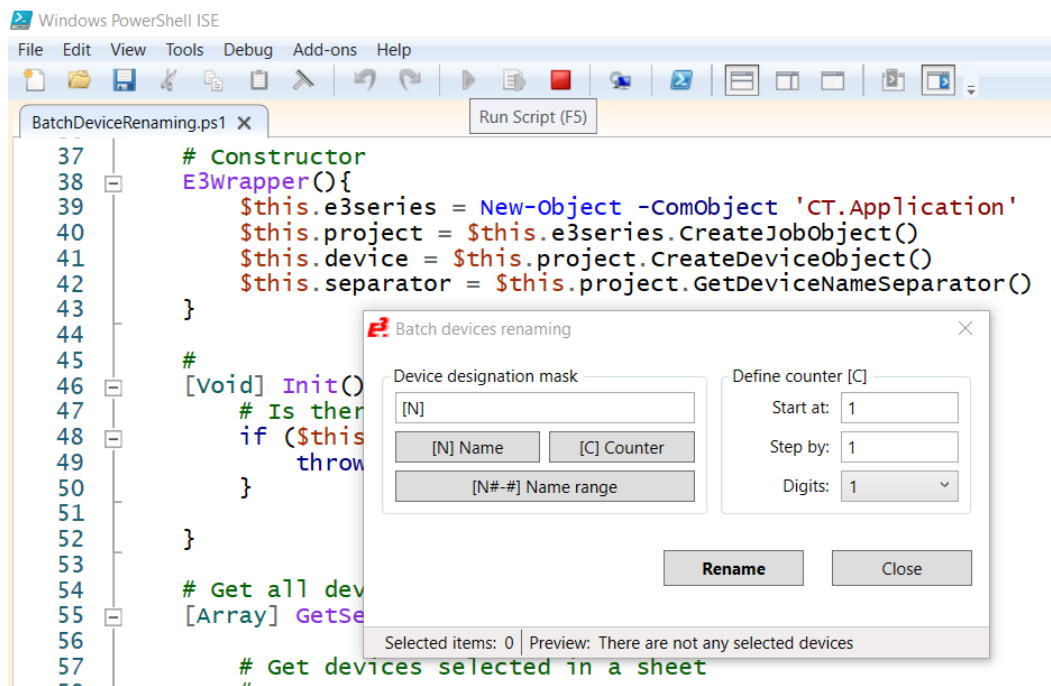 Windows PowerShell ISE
File Edit View Tools Debug Add-ons Help
Run Script (F5)
BatchDeviceRenaming.ps1
37 # Constructor
38 E3Wrapper(){
39 $this.e3series = New-Object -ComObject 'CT.Application'
40 $this.project = $this.e3series.CreateJobObject()
41 $this.device = $this.project.CreateDeviceObject()
42 $this.separator = $this.project.GetDeviceNameSeparator()
43 }
44
45 #
46 [Void] Init()
47 # Is ther
48 if ($this
49 throw
50 }
51
52 }
53
54 # Get all dev
55 [Array] GetSe
56
57 # Get devices selected in a sheet
E3. Batch devices renaming
Device designation mask
[N]
[N] Name [C] Counter
[N#-#] Name range
Define counter [C]
Start at: 1
Step by: 1
Digits: 1
Rename Close
Selected items: 0 Preview: There are not any selected devices